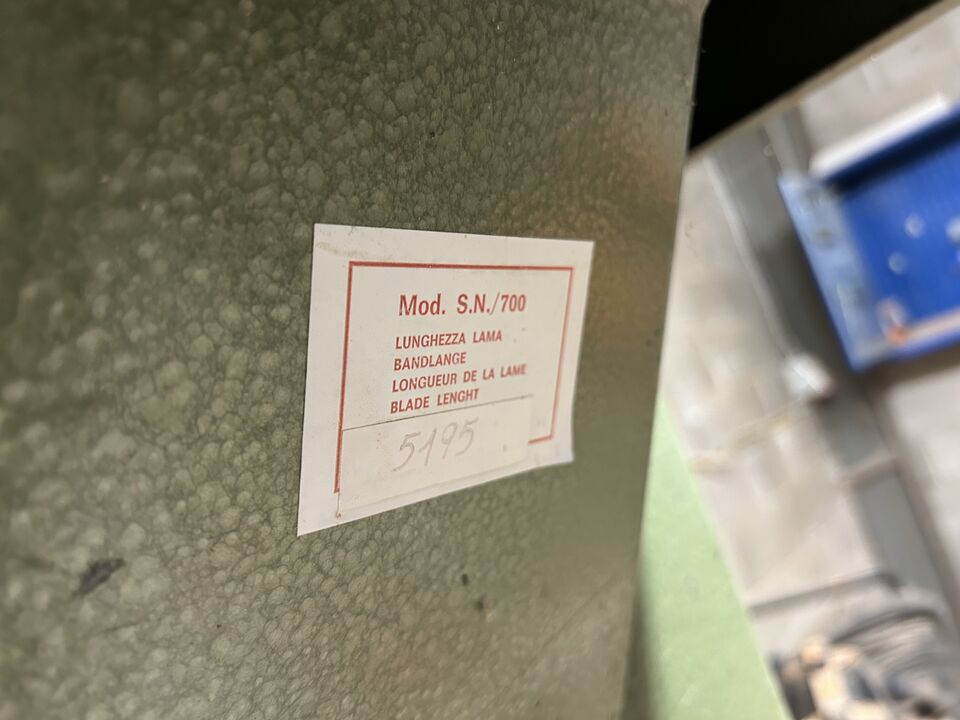 Mod. S.N./700
LUNGHEZZA LAMA
BANDLANGE
LONGUEUR DE LA LAME
BLADE LENGHT
5195